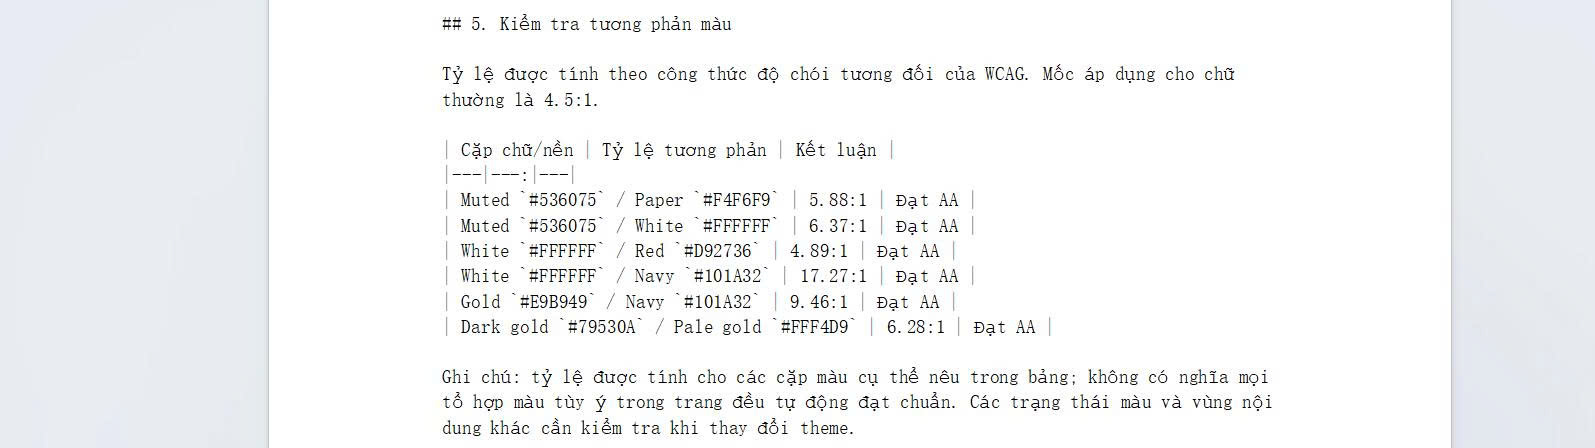 ## 5. Kiểm tra tương phản màu
Tỷ lệ được tính theo công thức độ chói tương đối của WCAG. Mốc áp dụng cho chữ
thường là 4.5:1.
| Cặp chữ/nền | Tỷ lệ tương phản | Kết luận |
|---|---:|---|
| Muted `#536075` / Paper `#F4F6F9` | 5.88:1 | Đạt AA |
| Muted `#536075` / White `#FFFFFF` | 6.37:1 | Đạt AA |
| White `#FFFFFF` / Red `#D92736` | 4.89:1 | Đạt AA |
| White `#FFFFFF` / Navy `#101A32` | 17.27:1 | Đạt AA |
| Gold `#E9B949` / Navy `#101A32` | 9.46:1 | Đạt AA |
| Dark gold `#79530A` / Pale gold `#FFF4D9` | 6.28:1 | Đạt AA |
Ghi chú: tỷ lệ được tính cho các cặp màu cụ thể nêu trong bảng; không có nghĩa mọi
tổ hợp màu tùy ý trong trang đều tự động đạt chuẩn. Các trạng thái màu và vùng nội
dung khác cần kiểm tra khi thay đổi theme.